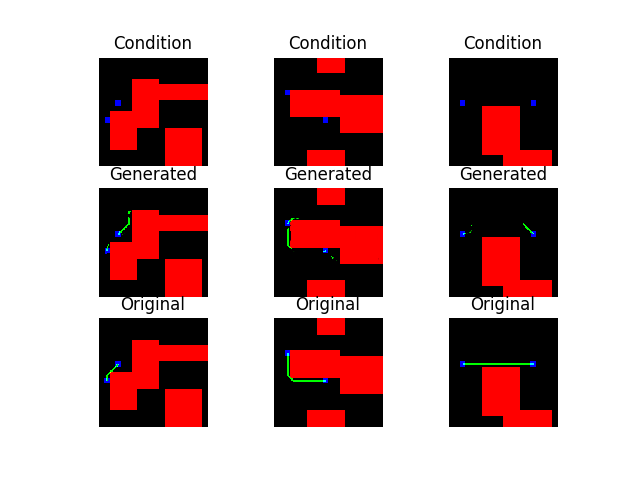 Condition Condition Condition
Generated Generated Generated
Original Original Original